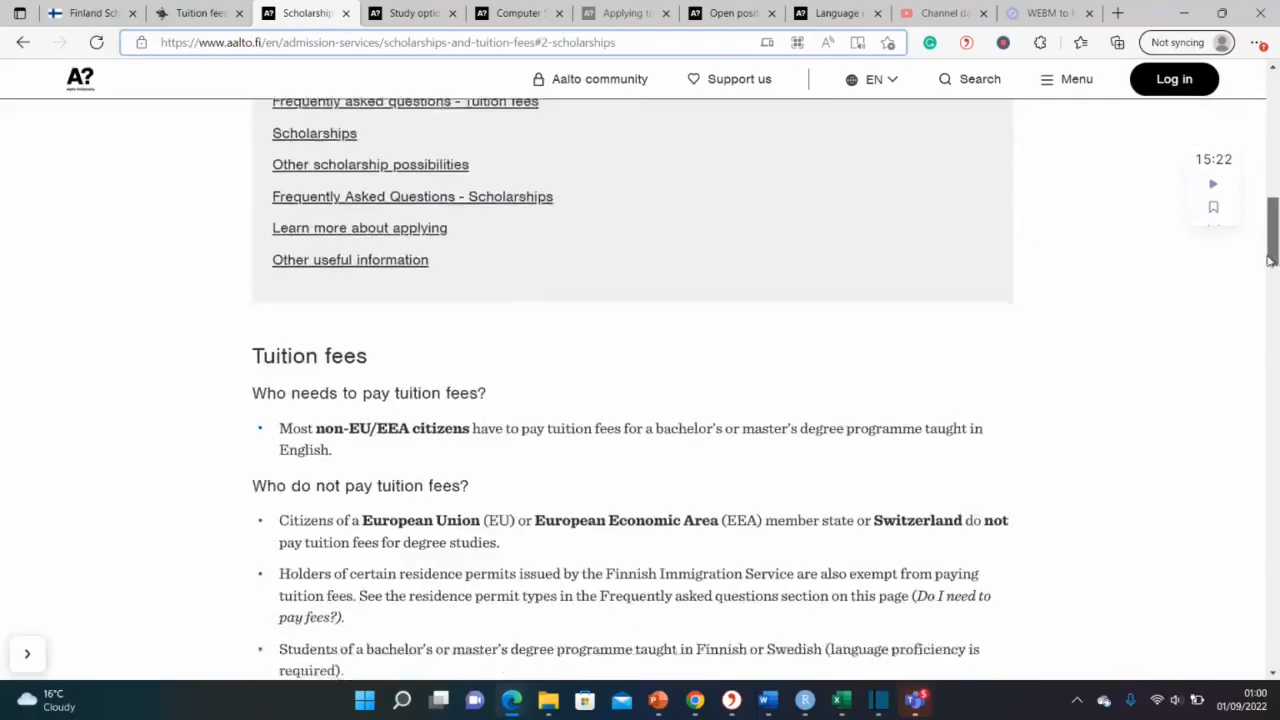 Finland Sch
Tuition fees
Scholarship
Study optio
Computer S
Applying to
Open positi
Language r
Channel da
WEBM to
https://www.aalto.fi/en/admission-services/scholarships-and-tuition-fees#2-scholarships
Not syncing
A?
Aalto University
Aalto community
Support us
EN
Search
Menu
Log in
Frequently asked questions - Tuition fees
Scholarships
Other scholarship possibilities
Frequently Asked Questions - Scholarships
Learn more about applying
Other useful information
15:22
Tuition fees
Who needs to pay tuition fees?
Most non-EU/EEA citizens have to pay tuition fees for a bachelor's or master's degree programme taught in
English.
Who do not pay tuition fees?
Citizens of a European Union (EU) or European Economic Area (EEA) member state or Switzerland do not
pay tuition fees for degree studies.
Holders of certain residence permits issued by the Finnish Immigration Service are also exempt from paying
tuition fees. See the residence permit types in the Frequently asked questions section on this page (Do I need to
pay fees?).
Students of a bachelor's or master's degree programme taught in Finnish or Swedish (language proficiency is
required).
16°C
Cloudy
01:00
01/09/2022